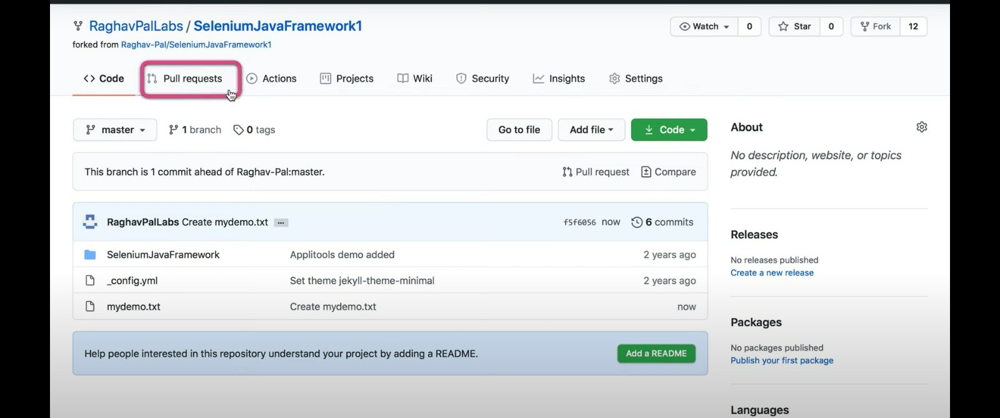 RaghavPalLabs / SeleniumJavaFramework1
Watch 0 Star 0 Fork 12
forked from Raghav-Pal/SeleniumJavaFramework1
<> Code Pull requests Actions Projects Wiki Security Insights Settings
master 1 branch 0 tags Go to file Add file Code
This branch is 1 commit ahead of Raghav-Pal:master. Pull request Compare
RaghavPalLabs Create mydemo.txt ... f5f6056 now 6 commits
SeleniumJavaFramework Applitools demo added 2 years ago
_config.yml Set theme jekyll-theme-minimal 2 years ago
mydemo.txt Create mydemo.txt now
Help people interested in this repository understand your project by adding a README. Add a README
About
No description, website, or topics
provided.
Releases
No releases published
Create a new release
Packages
No packages published
Publish your first package
Languages